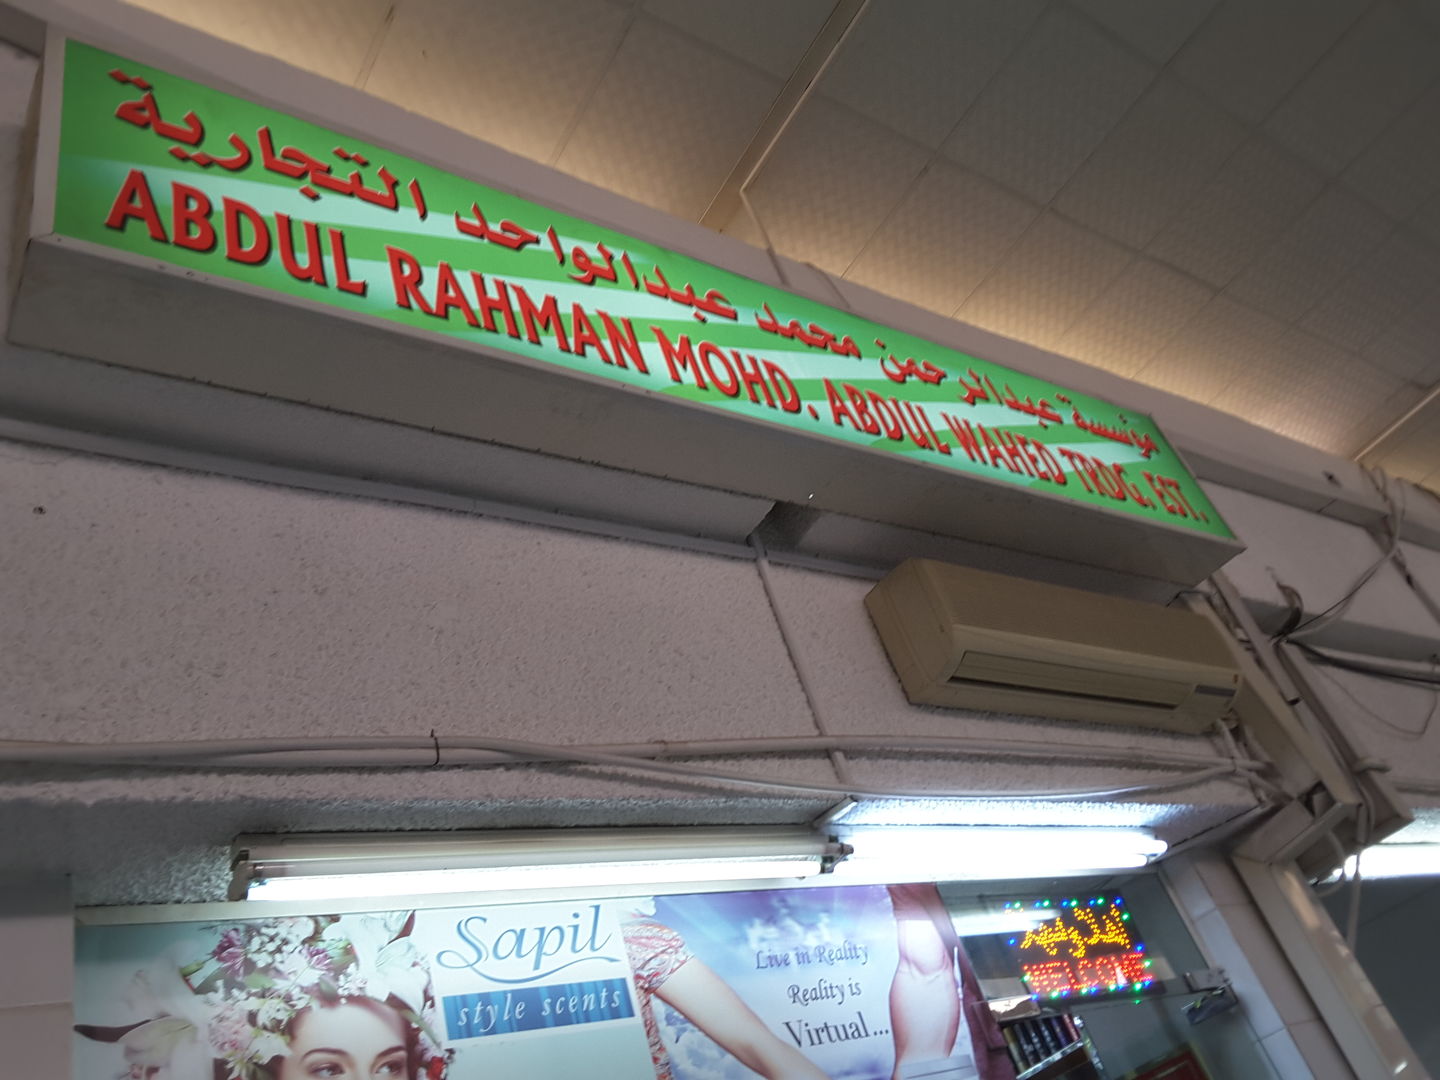 مؤسسة عبدالرحمن محمد عبدالواحد التجارية
ABDUL RAHMAN MOHD. ABDUL WAHED TRDG. EST.
Sapil
style scents
Live in Reality
Reality is
Virtual...
WELCOME